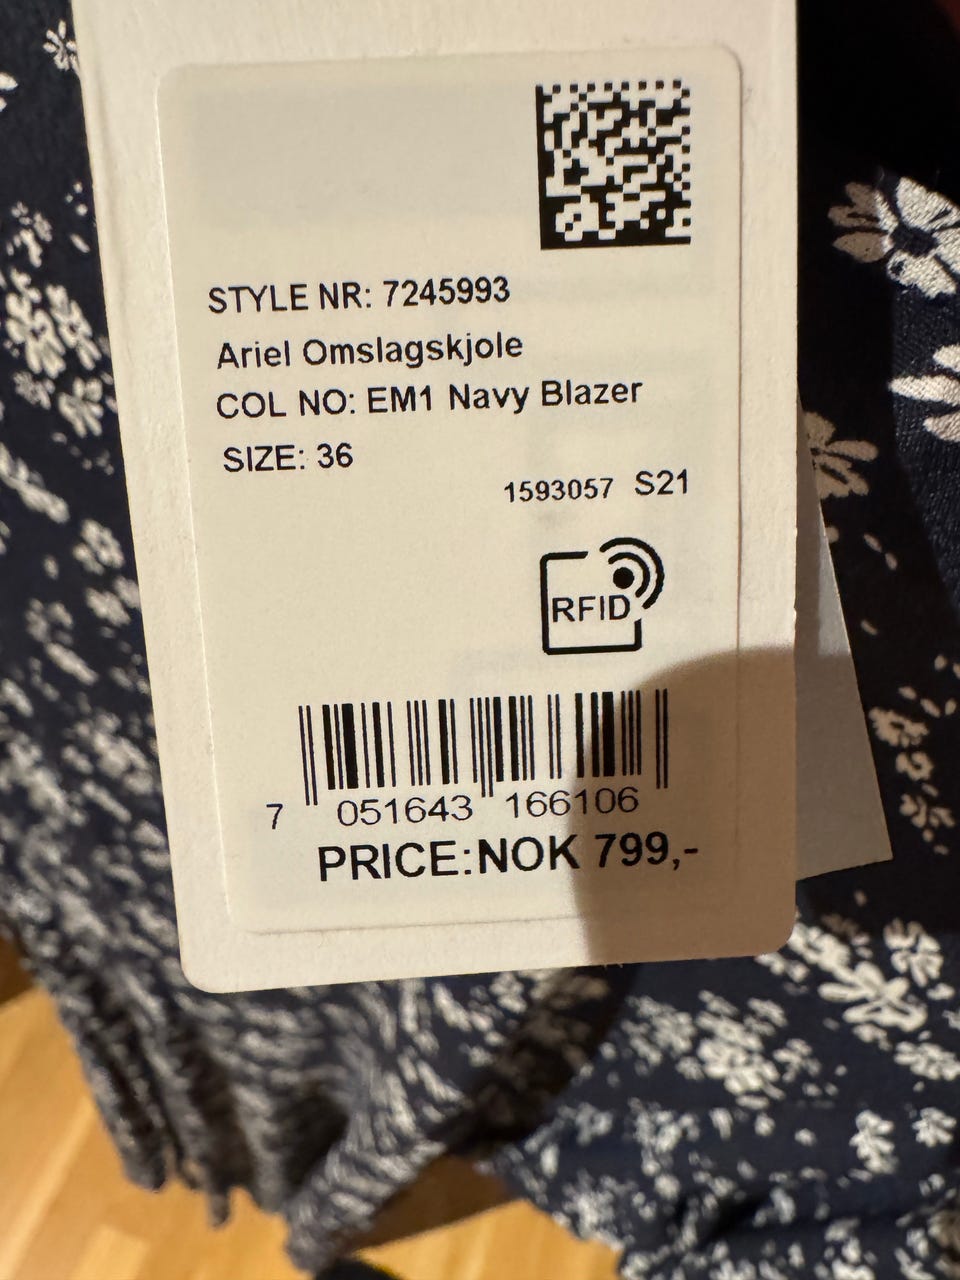 STYLE NR: 7245993
Ariel Omslagskjole
COL NO: EM1 Navy Blazer
SIZE: 36
1593057 S21
RFID
7 051643 166106
PRICE:NOK 799,-